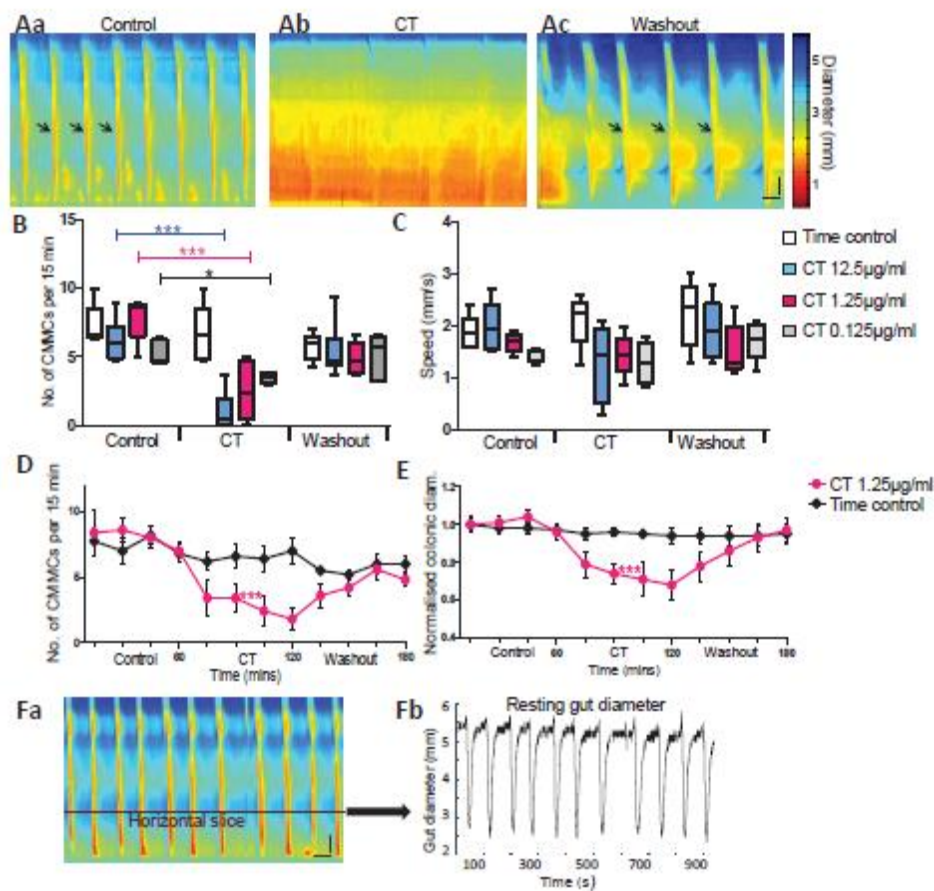 Aa Control
Ab CT
Ac Washout
5
3
1
Diameter (mm)
B
15
10
5
0
No. of CMMCs per 15 min
***
***
*
Control CT Washout
C
4
3
2
1
0
Speed (mm/s)
Control CT Washout
Time control
CT 12.5µg/ml
CT 1.25µg/ml
CT 0.125µg/ml
D
10
5
0
No. of CMMCs per 15 min
***
Control 60 CT 120 Washout 180
Time (mins)
E
1.2
1.0
0.8
0.6
0.4
Normalised colonic diam.
***
Control 60 CT 120 Washout 180
Time (mins)
CT 1.25µg/ml
Time control
Fa
Horizontal slice
Fb Resting gut diameter
6
5
4
3
2
Gut diameter (mm)
100 300 500 700 900
Time (s)